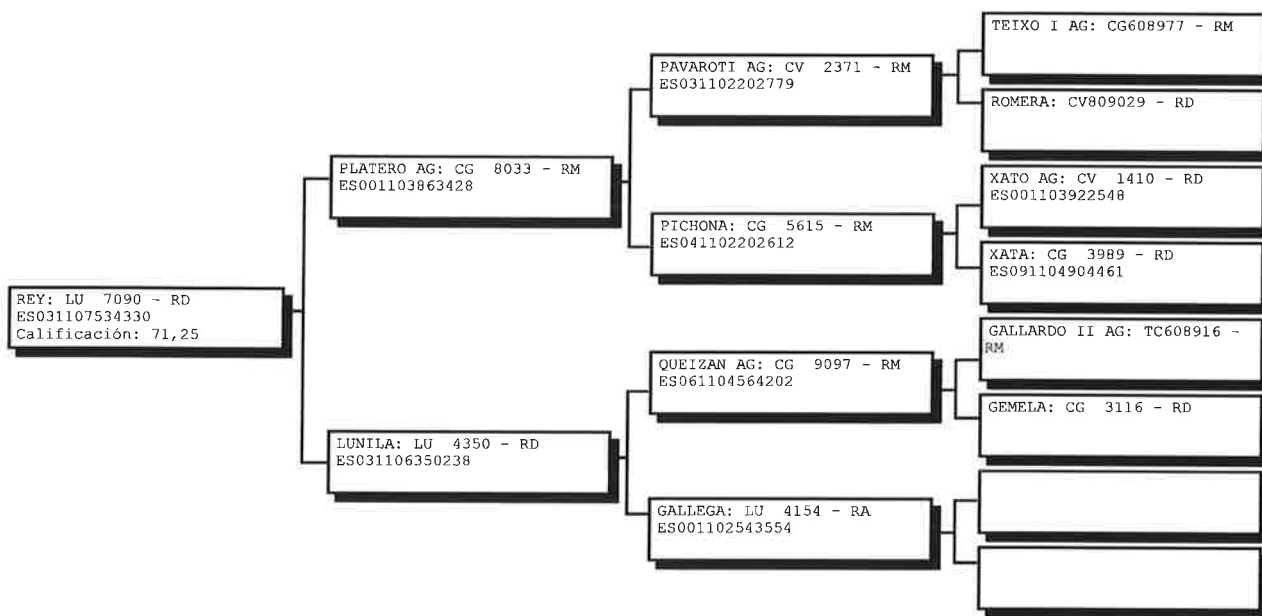 TEIXO I AG: CG608977 - RM
PAVAROTI AG: CV 2371 - RM
ES031102202779
ROMERA: CV809029 - RD
PLATERO AG: CG 8033 - RM
ES001103863428
XATO AG: CV 1410 - RD
ES001103922548
PICHONA: CG 5615 - RM
ES041102202612
XATA: CG 3989 - RD
ES091104904461
REY: LU 7090 - RD
ES031107534330
Calificación: 71,25
GALLARDO II AG: TC608916 -
RM
QUEIZAN AG: CG 9097 - RM
ES061104564202
GEMELA: CG 3116 - RD
LUNILA: LU 4350 - RD
ES031106350238
GALLEGA: LU 4154 - RA
ES001102543554